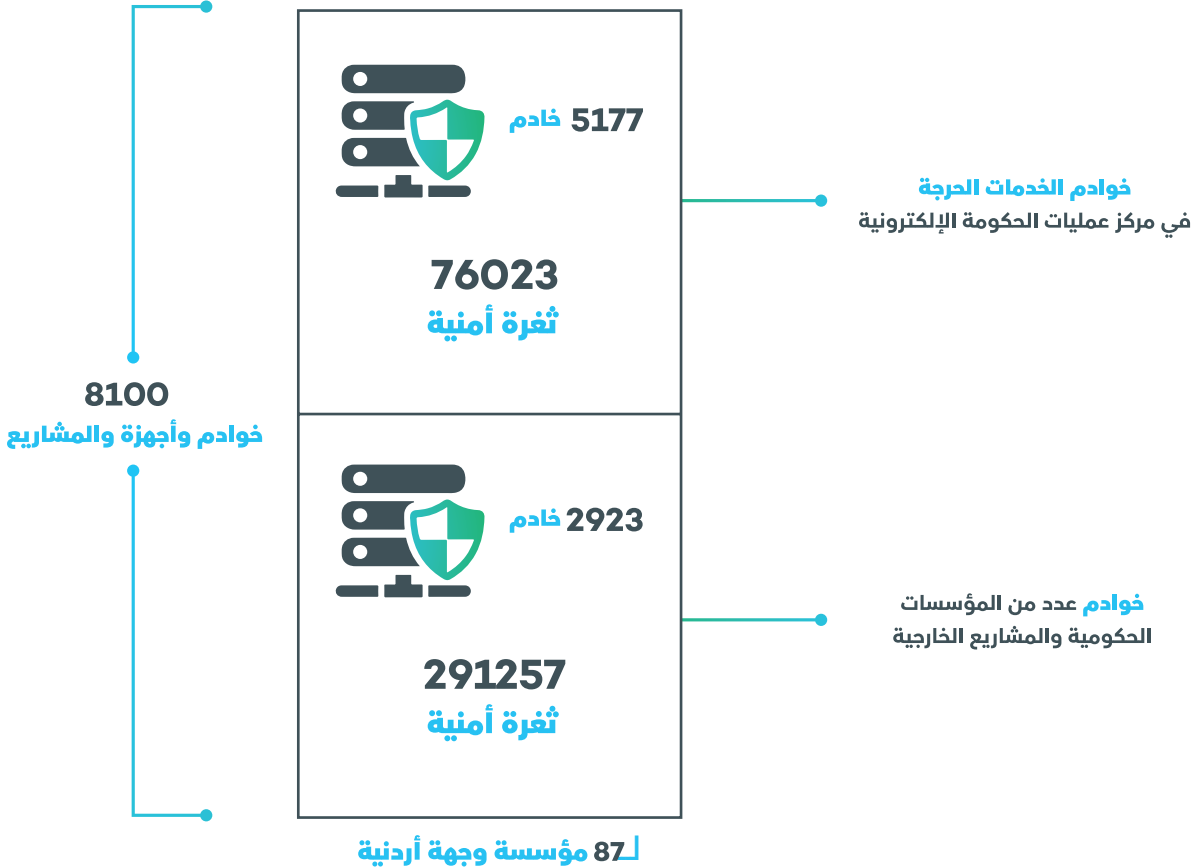 5177 خادم
76023
ثغرة أمنية
خوادم الخدمات الحرجة
في مركز عمليات الحكومة الإلكترونية
8100
خوادم وأجهزة والمشاريع
2923 خادم
291257
ثغرة أمنية
خوادم عدد من المؤسسات
الحكومية والمشاريع الخارجية
لـ87 مؤسسة وجهة أردنية